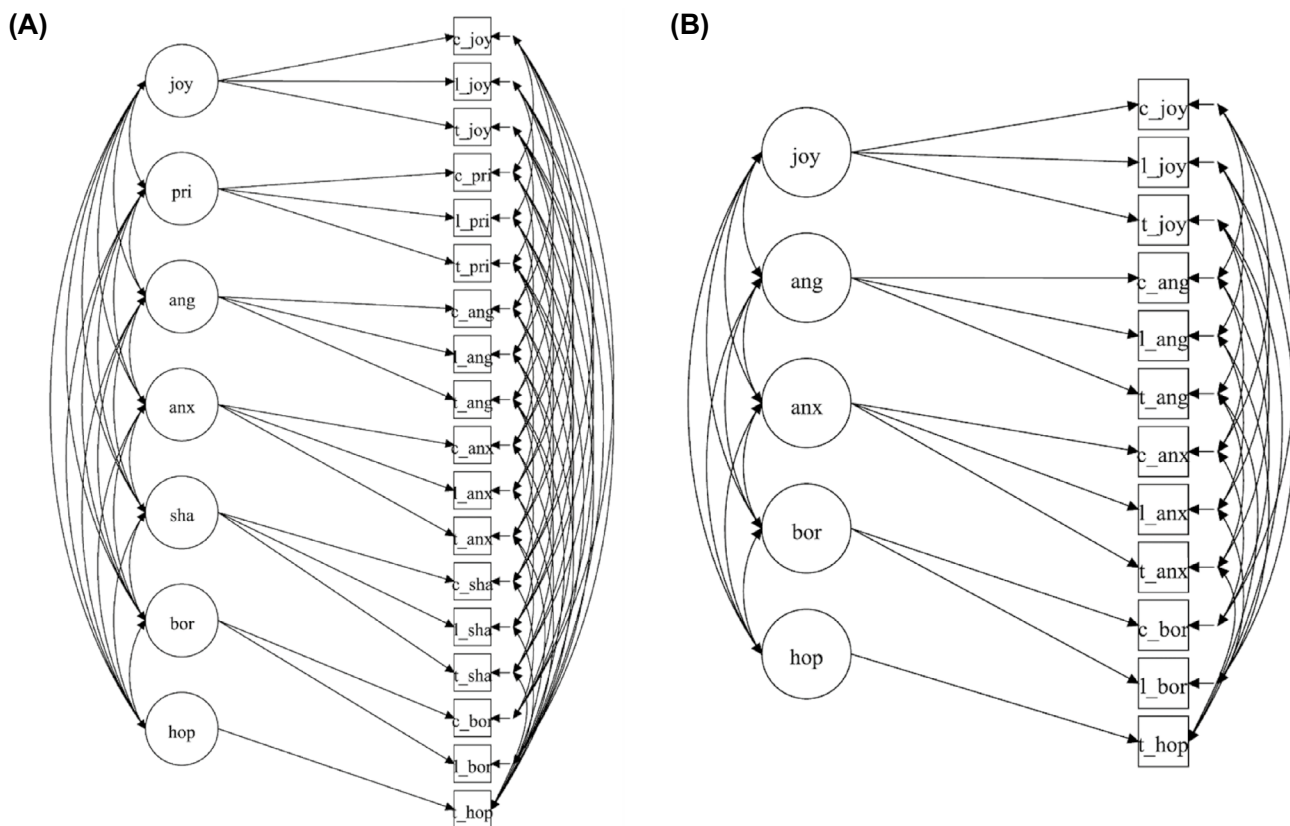 (A)
joy
pri
ang
anx
sha
bor
hop
c_joy
l_joy
t_joy
c_pri
l_pri
t_pri
c_ang
l_ang
t_ang
c_anx
l_anx
t_anx
c_sha
l_sha
t_sha
c_bor
l_bor
t_hop
(B)
joy
ang
anx
bor
hop
c_joy
l_joy
t_joy
c_ang
l_ang
t_ang
c_anx
l_anx
t_anx
c_bor
l_bor
t_hop